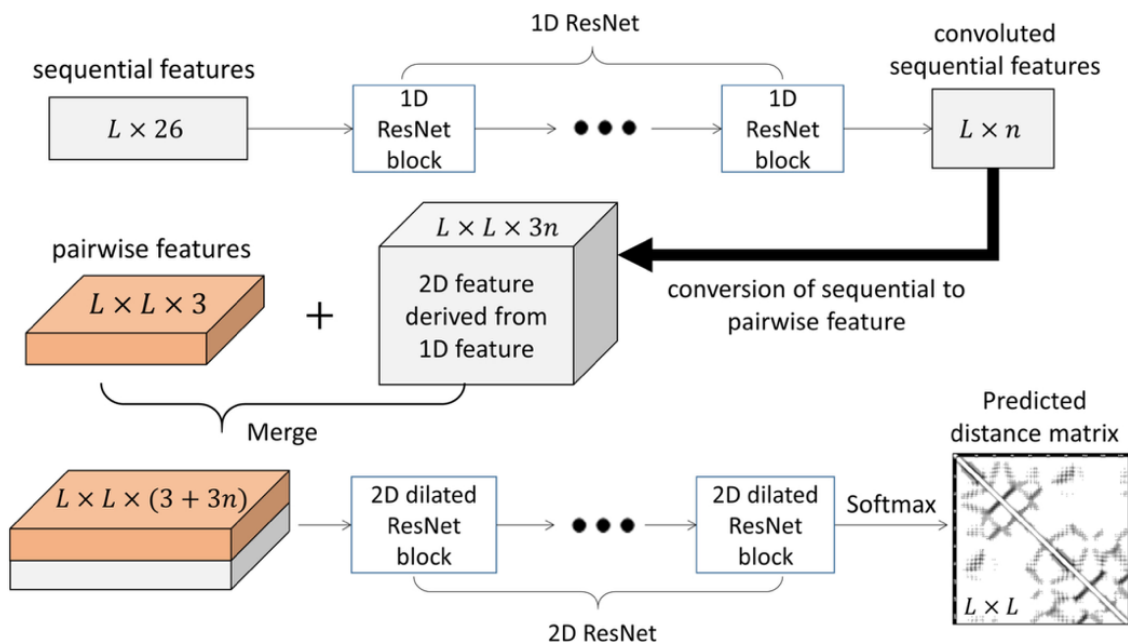 1D ResNet
sequential features
L × 26
1D
ResNet
block
1D
ResNet
block
convoluted
sequential features
L × n
pairwise features
L × L × 3
+
L × L × 3n
2D feature
derived from
1D feature
conversion of sequential to
pairwise feature
Merge
L × L × (3 + 3n)
2D dilated
ResNet
block
2D dilated
ResNet
block
Softmax
Predicted
distance matrix
L × L
2D ResNet